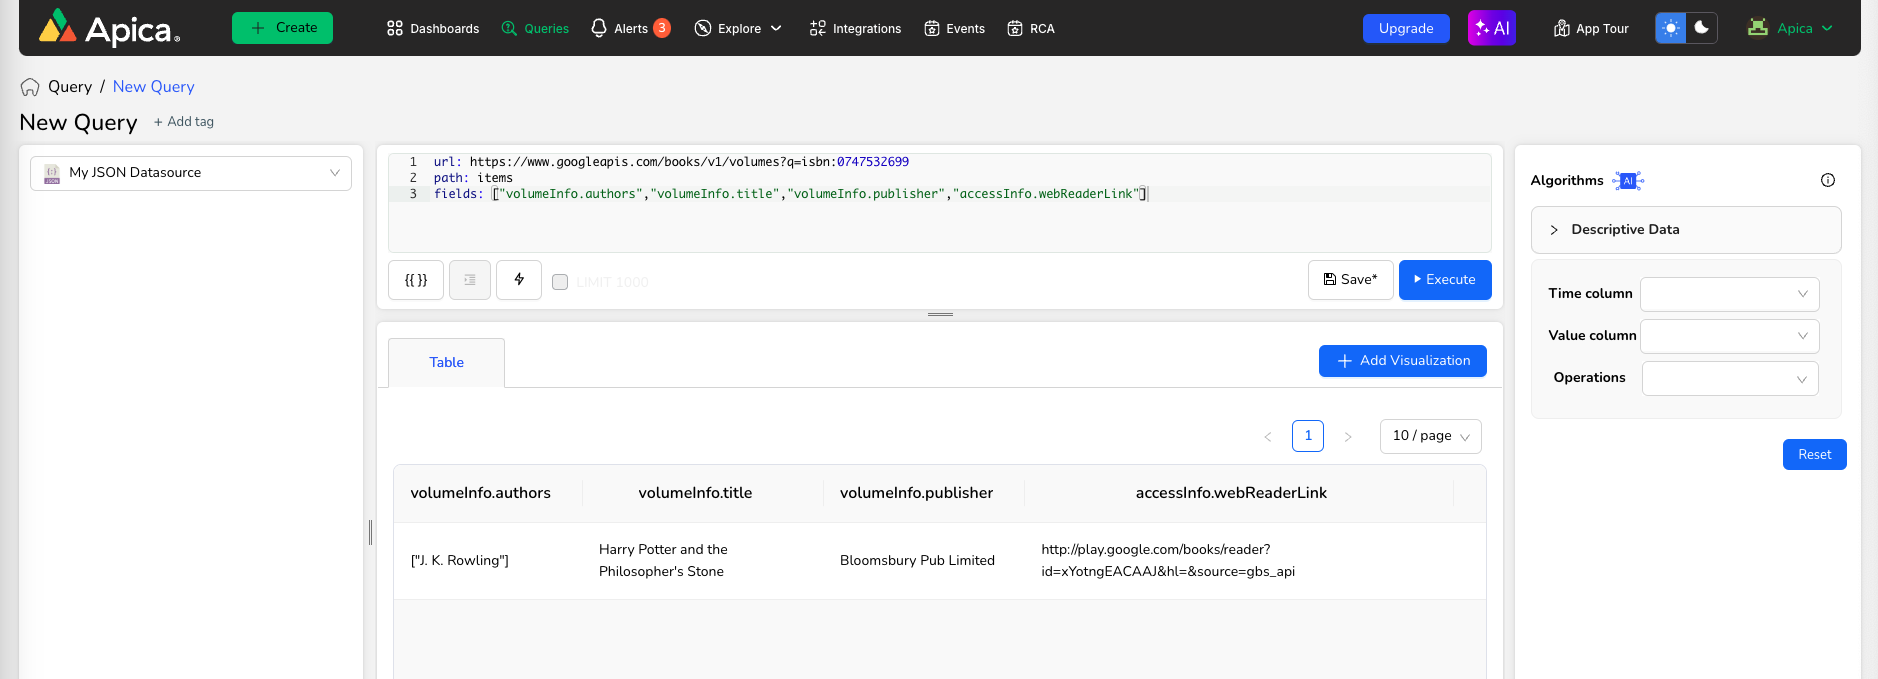 Apica
Create
Dashboards
Queries
Alerts 3
Explore
Integrations
Events
RCA
Upgrade
AI
App Tour
Apica
Query / New Query
New Query + Add tag
My JSON Datasource
1 url: https://www.googleapis.com/books/v1/volumes?q=isbn:0747532699
2 path: items
3 fields: ["volumeInfo.authors","volumeInfo.title","volumeInfo.publisher","accessInfo.webReaderLink"]
{{ }}
LIMIT 1000
Save*
Execute
Table
Add Visualization
1
10 / page
volumeInfo.authors volumeInfo.title volumeInfo.publisher accessInfo.webReaderLink
["J. K. Rowling"]
Harry Potter and the
Philosopher's Stone
Bloomsbury Pub Limited
http://play.google.com/books/reader?
id=xYotngEACAAJ&hl=&source=gbs_api
Algorithms AI
Descriptive Data
Time column
Value column
Operations
Reset